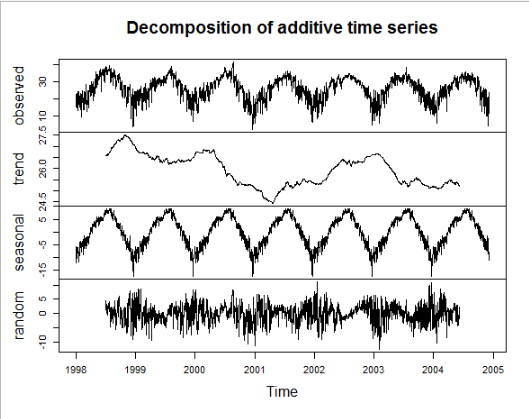 Decomposition of additive time series
observed
10 30
trend
24.5 26.0 27.5
seasonal
-15 -5 5
random
-10 0 5
1998 1999 2000 2001 2002 2003 2004 2005
Time